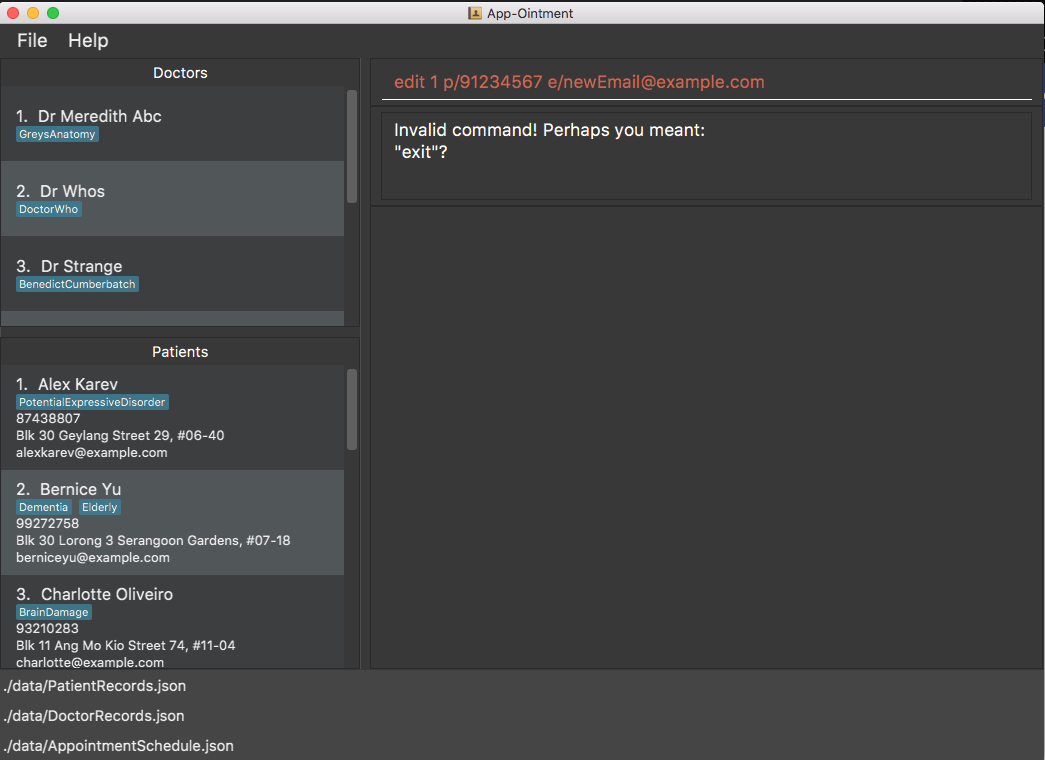 App-Ointment
File Help
Doctors
1. Dr Meredith Abc
GreysAnatomy
2. Dr Whos
DoctorWho
3. Dr Strange
BenedictCumberbatch
Patients
1. Alex Karev
PotentialExpressiveDisorder
87438807
Blk 30 Geylang Street 29, #06-40
alexkarev@example.com
2. Bernice Yu
Dementia Elderly
99272758
Blk 30 Lorong 3 Serangoon Gardens, #07-18
berniceyu@example.com
3. Charlotte Oliveiro
BrainDamage
93210283
Blk 11 Ang Mo Kio Street 74, #11-04
charlotte@example.com
edit 1 p/91234567 e/newEmail@example.com
Invalid command! Perhaps you meant:
"exit"?
./data/PatientRecords.json
./data/DoctorRecords.json
./data/AppointmentSchedule.json